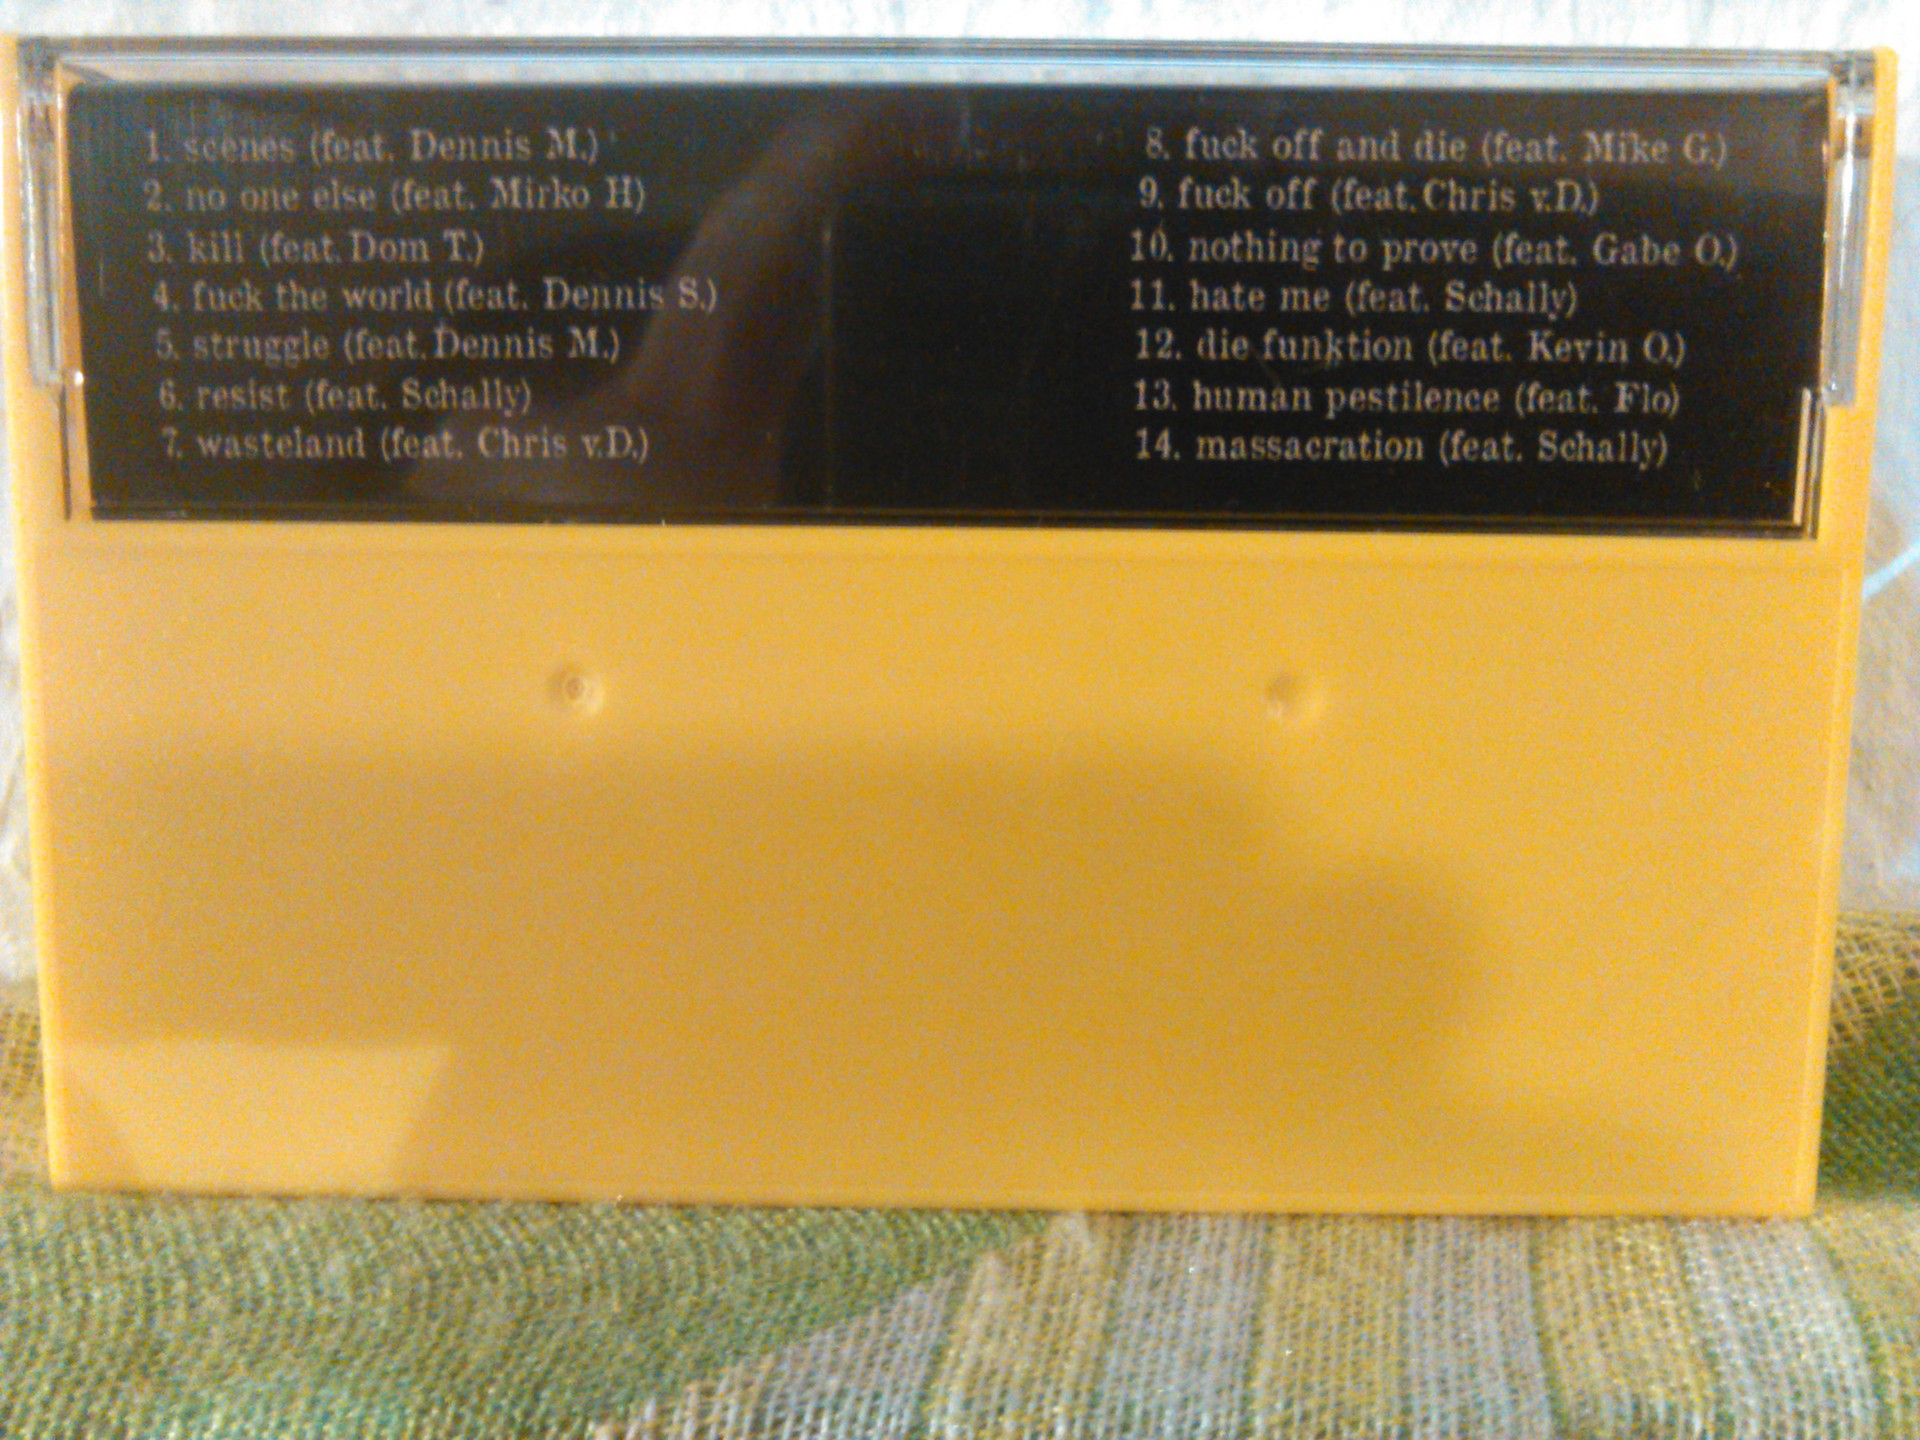 1. scenes (feat. Dennis M.)
2. no one else (feat. Mirko H)
3. kill (feat. Dom T.)
4. fuck the world (feat. Dennis S.)
5. struggle (feat. Dennis M.)
6. resist (feat. Schally)
7. wasteland (feat. Chris v.D.)
8. fuck off and die (feat. Mike G.)
9. fuck off (feat. Chris v.D.)
10. nothing to prove (feat. Gabe O.)
11. hate me (feat. Schally)
12. die funktion (feat. Kevin O.)
13. human pestilence (feat. Flo)
14. massacration (feat. Schally)